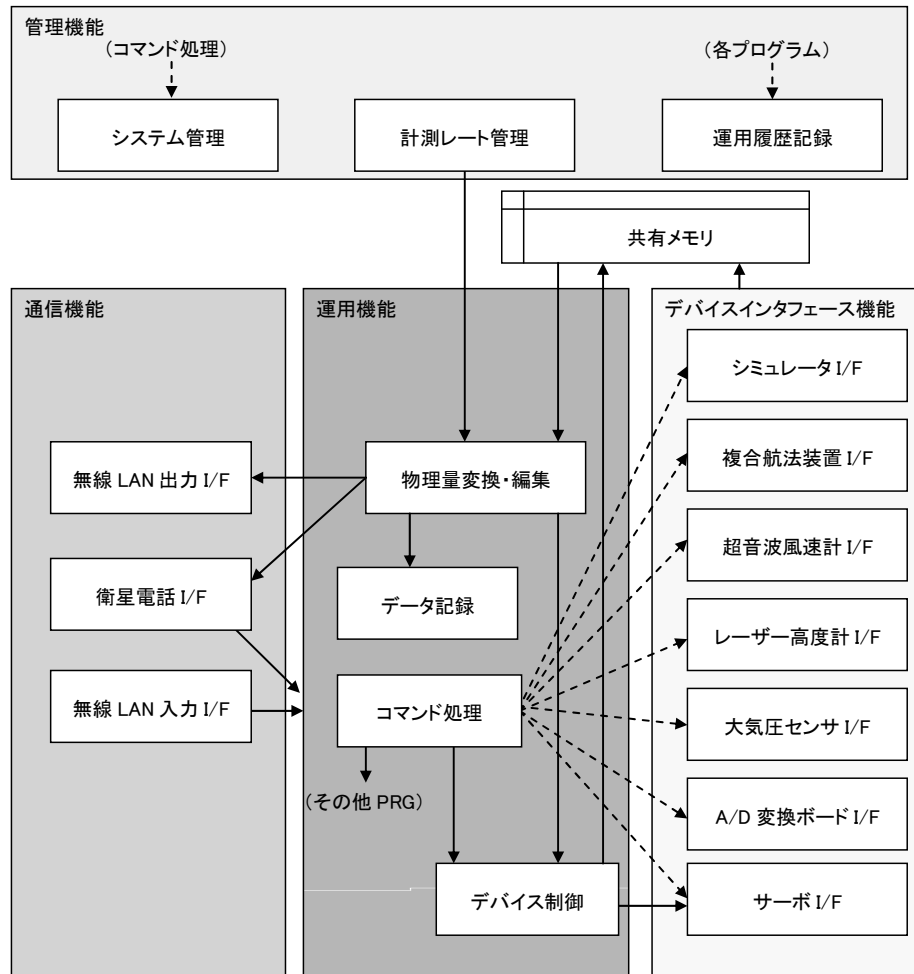 管理機能
(コマンド処理)
(各プログラム)
システム管理
計測レート管理
運用履歴記録
共有メモリ
通信機能
運用機能
デバイスインタフェース機能
シミュレータ I/F
無線 LAN 出力 I/F
物理量変換・編集
複合航法装置 I/F
超音波風速計 I/F
衛星電話 I/F
データ記録
レーザー高度計 I/F
無線 LAN 入力 I/F
コマンド処理
大気圧センサ I/F
(その他 PRG)
A/D 変換ボード I/F
デバイス制御
サーボ I/F